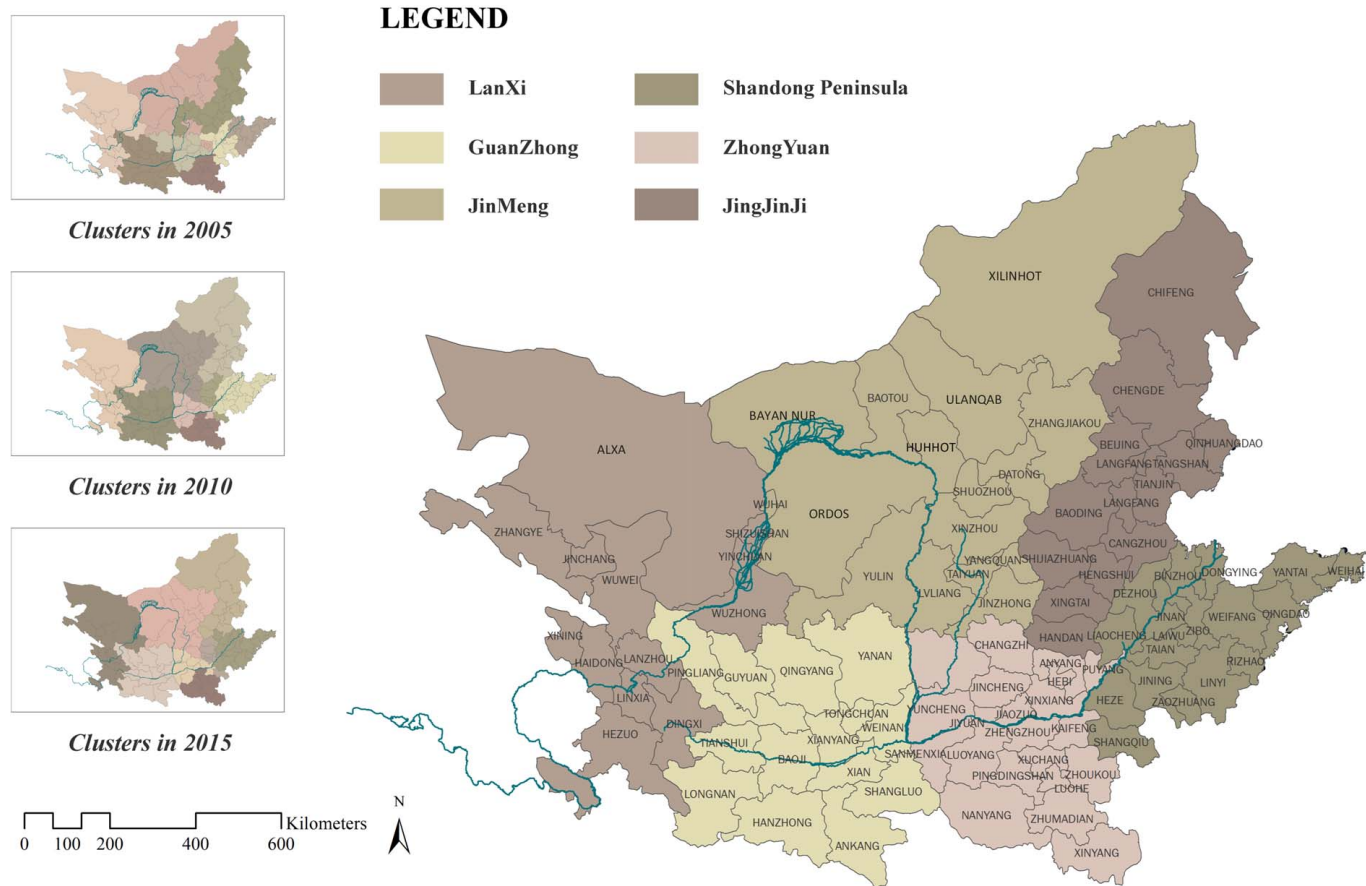 LEGEND
LanXi
Shandong Peninsula
GuanZhong
ZhongYuan
JinMeng
JingJinJi
Clusters in 2005
Clusters in 2010
Clusters in 2015
Kilometers
0 100 200 400 600
N
XILINHOT
CHIFENG
CHENGDE
BAOTOU
ULANQAB
BAYAN NUR
ZHANGJIAKOU
BEIJING
QINHUANGDAO
ALXA
HUHHOT
LANGFANG
TANGSHAN
DATONG
TIANJIN
SHUOZHOU
LANGFANG
WUHAI
ORDOS
BAODING
ZHANGYE
SHIZUISHAN
XINZHOU
CANGZHOU
JINCHANG
YINCHUAN
YANGQUAN
SHIJIAZHUANG
WUWEI
YULIN
TAIYUAN
HENGSHUI
BINZHOU
DONGYING
YANTAI
WEIHAI
LVLIANG
DEZHOU
JINZHONG
XINGTAI
WUZHONG
JINAN
WEIFANG
QINGDAO
XINING
HANDAN
LIAOCHENG
LAIWU
ZIBO
CHANGZHI
TAIAN
YANAN
HAIDONG
LANZHOU
PINGLIANG
QINGYANG
ANYANG
PUYANG
RIZHAO
GUYUAN
HEBI
JINING
LINYI
JINCHENG
LINXIA
XINXIANG
HEZE
ZAOZHUANG
YUNCHENG
TONGCHUAN
JIAOZUO
DINGXI
WEINAN
JIYUAN
KAIFENG
HEZUO
TIANSHUI
XIANYANG
ZHENGZHOU
SHANGQIU
SANMENXIA
LUOYANG
BAOJI
XUCHANG
XIAN
PINGDINGSHAN
ZHOUKOU
LONGNAN
SHANGLUO
LUOHE
NANYANG
HANZHONG
ZHUMADIAN
ANKANG
XINYANG